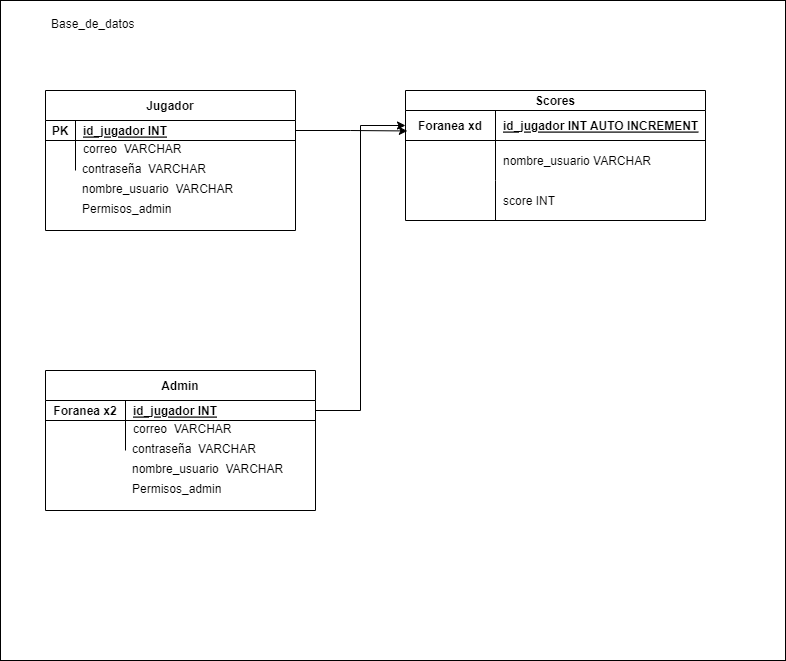 Base_de_datos
Jugador
PK id_jugador INT
correo VARCHAR
contraseña VARCHAR
nombre_usuario VARCHAR
Permisos_admin
Scores
Foranea xd id_jugador INT AUTO INCREMENT
nombre_usuario VARCHAR
score INT
Admin
Foranea x2 id_jugador INT
correo VARCHAR
contraseña VARCHAR
nombre_usuario VARCHAR
Permisos_admin